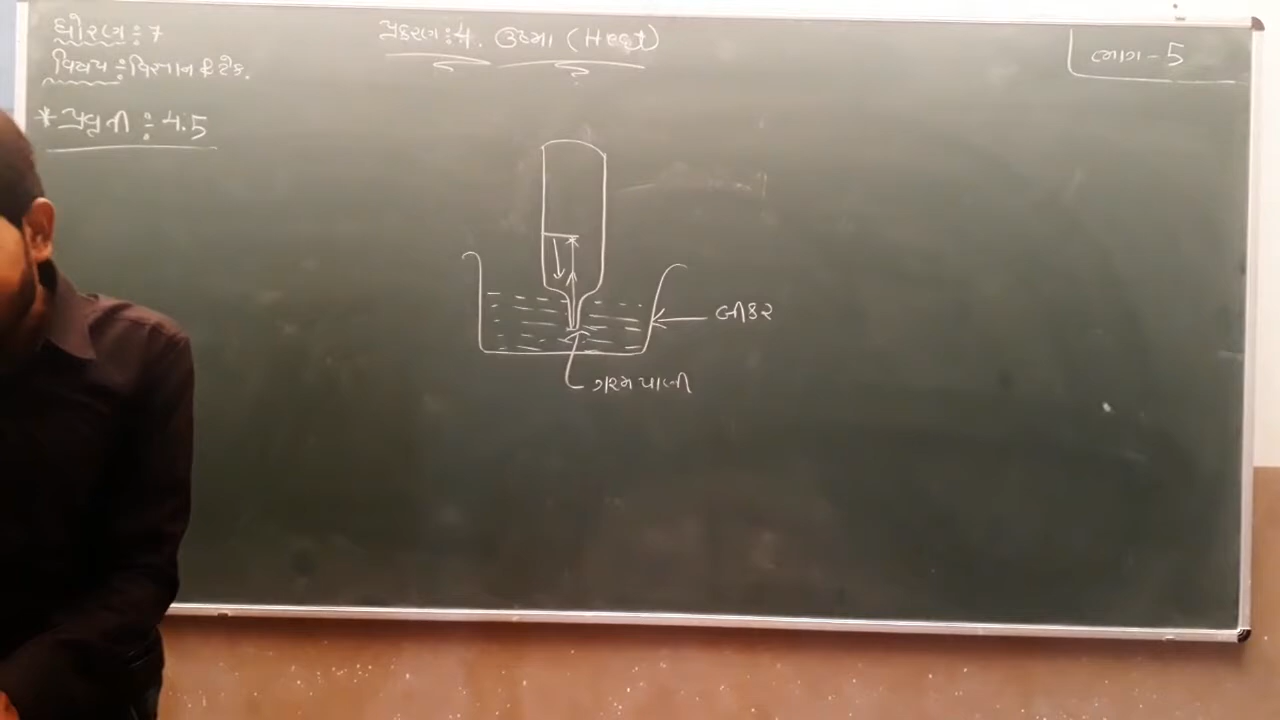 ધોરણ : 7
પ્રકરણ : 4. ઉષ્મા (Heat)
ભાગ - 5
વિષય : વિજ્ઞાન & ટેક.
* પ્રવૃત્તી : 4.5
બીકર
ગરમ પાણી